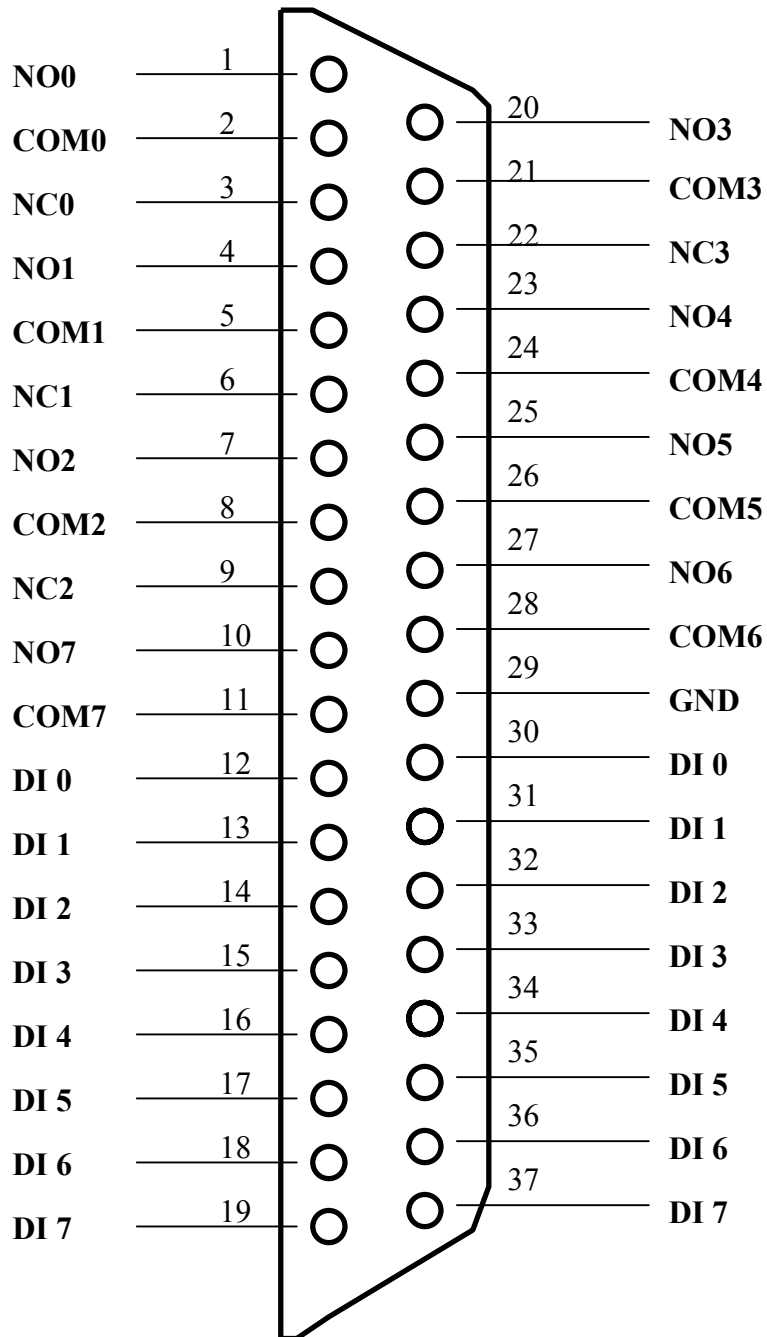 NO0 1
COM0 2
NC0 3
NO1 4
COM1 5
NC1 6
NO2 7
COM2 8
NC2 9
NO7 10
COM7 11
DI 0 12
DI 1 13
DI 2 14
DI 3 15
DI 4 16
DI 5 17
DI 6 18
DI 7 19
20 NO3
21 COM3
22 NC3
23 NO4
24 COM4
25 NO5
26 COM5
27 NO6
28 COM6
29 GND
30 DI 0
31 DI 1
32 DI 2
33 DI 3
34 DI 4
35 DI 5
36 DI 6
37 DI 7